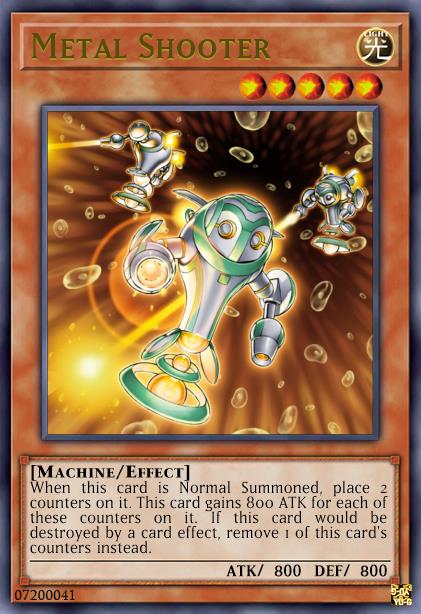 Metal Shooter
LIGHT
光
[Machine/Effect]
When this card is Normal Summoned, place 2
counters on it. This card gains 800 ATK for each of
these counters on it. If this card would be
destroyed by a card effect, remove 1 of this card's
counters instead.
ATK/ 800 DEF/ 800
07200041